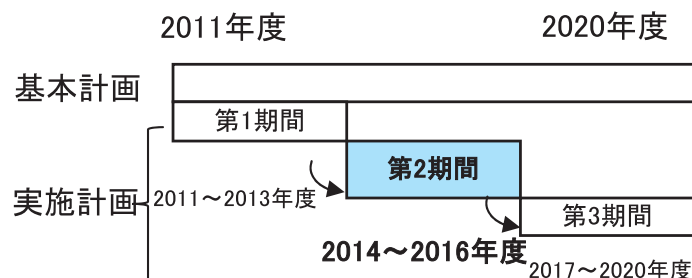 2011年度
2020年度
基本計画
第1期間
第2期間
実施計画
2011～2013年度
第3期間
2014～2016年度
2017～2020年度